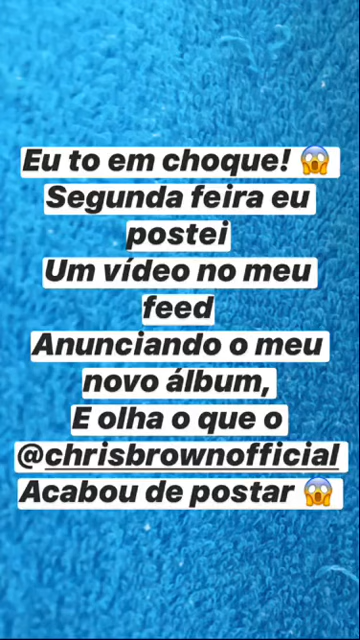 Eu to em choque! 😱
Segunda feira eu
postei
Um vídeo no meu
feed
Anunciando o meu
novo álbum,
E olha o que o
@chrisbrownofficial
Acabou de postar 😱